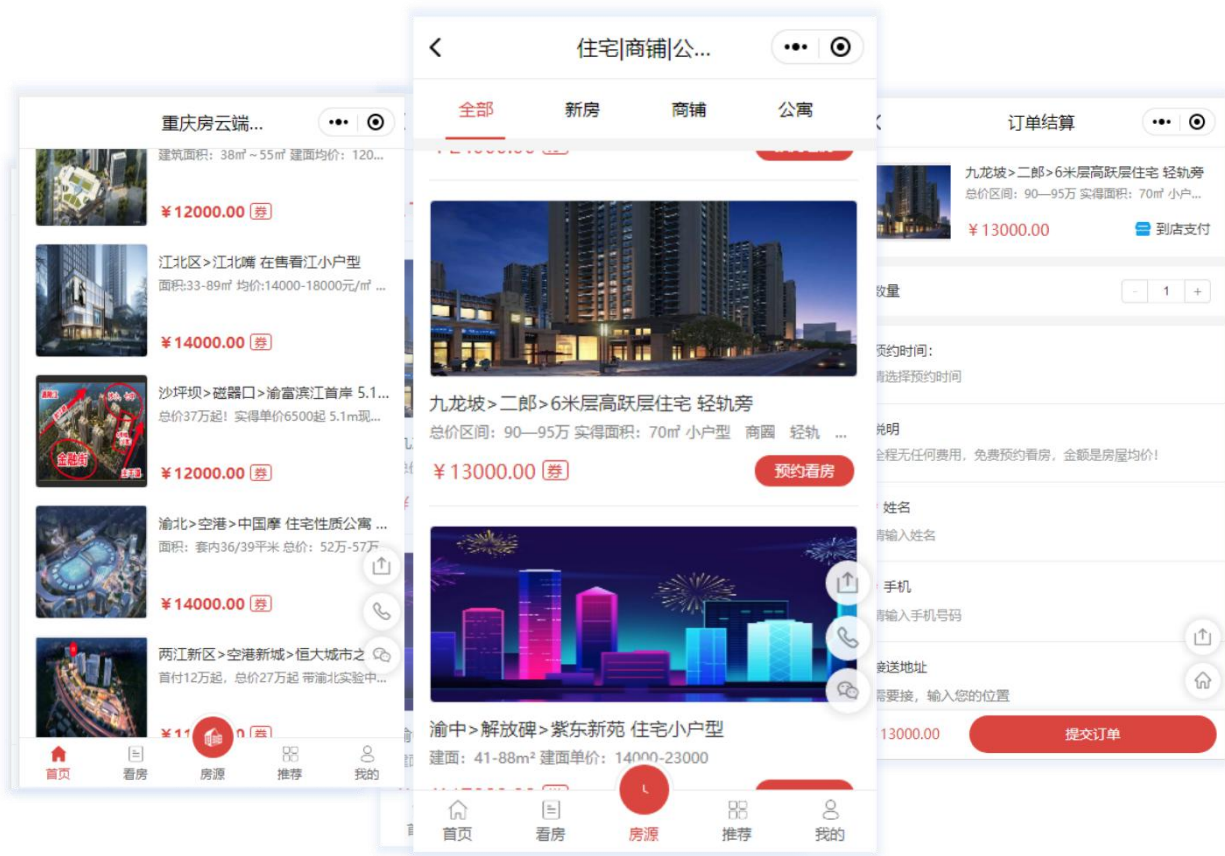 重庆房云端...
建筑面积：38㎡～55㎡ 建面均价：120...
¥12000.00 券
江北区>江北嘴 在售看江小户型
面积:33-89㎡ 均价:14000-18000元/㎡ ...
¥14000.00 券
金融街
沙坪坝>磁器口>渝富滨江首岸 5.1...
总价37万起！实得单价6500起 5.1m现...
¥12000.00 券
渝北>空港>中国摩 住宅性质公寓 ...
面积：套内36/39平米 总价：52万-57万
¥14000.00 券
两江新区>空港新城>恒大城市之
首付12万起，总价27万起 带渝北实验中...
首页 看房 房源 推荐 我的
住宅|商铺|公...
全部 新房 商铺 公寓
九龙坡>二郎>6米层高跃层住宅 轻轨旁
总价区间：90—95万 实得面积：70㎡ 小户型 商圈 轻轨 ...
¥13000.00 券 预约看房
渝中>解放碑>紫东新苑 住宅小户型
建面：41-88m² 建面单价：14000-23000
首页 看房 房源 推荐 我的
订单结算
九龙坡>二郎>6米层高跃层住宅 轻轨旁
总价区间：90—95万 实得面积：70㎡ 小户...
¥13000.00 到店支付
数量 - 1 +
预约时间：
请选择预约时间
说明
全程无任何费用，免费预约看房，金额是房屋均价！
姓名
请输入姓名
手机
请输入手机号码
接送地址
需要接，输入您的位置
13000.00 提交订单